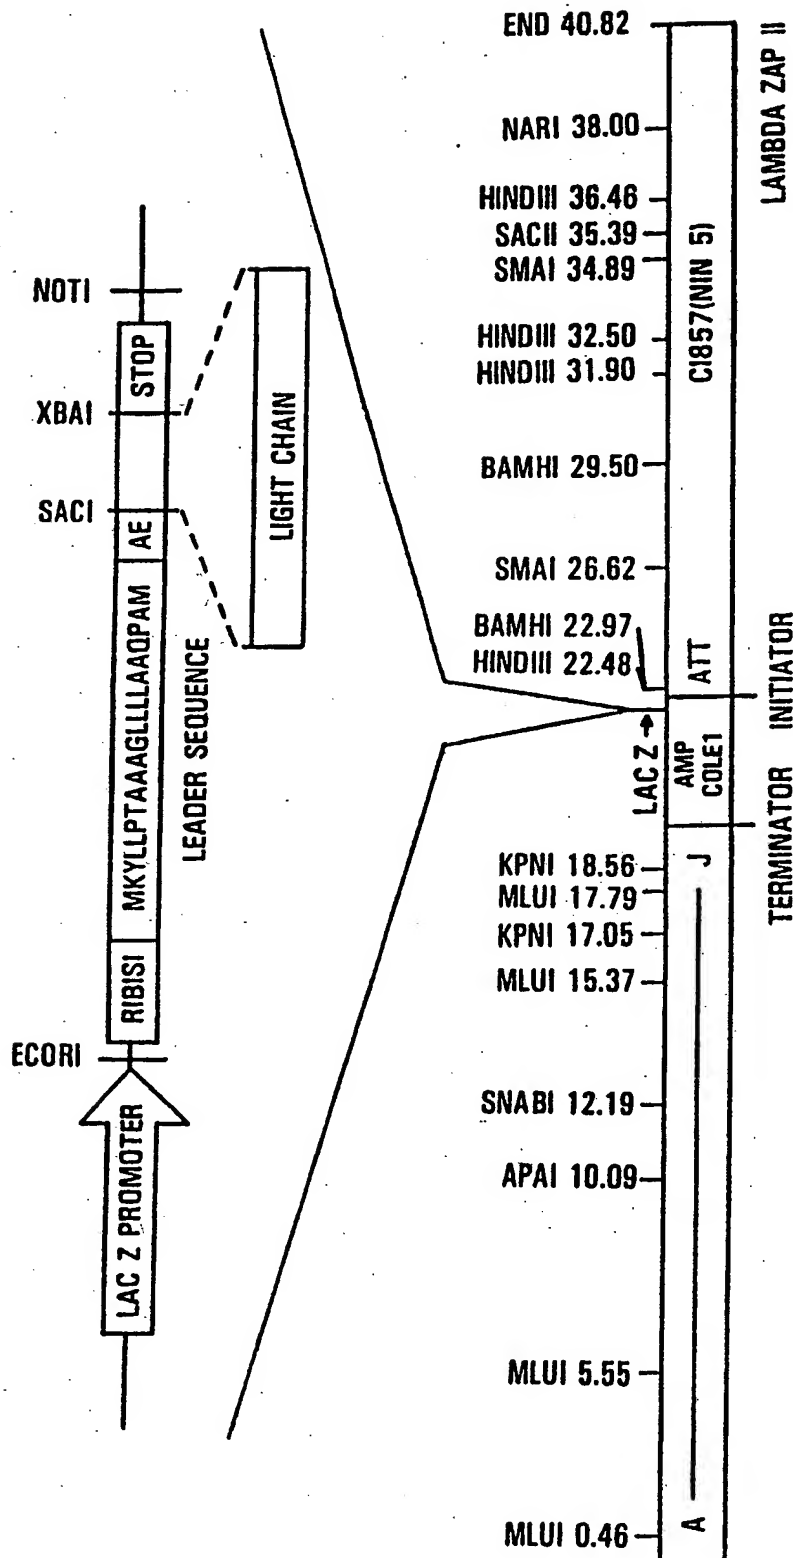 END 40.82
NARI 38.00
HINDIII 36.46
SACII 35.39
SMAI 34.89
HINDIII 32.50
HINDIII 31.90
BAMHI 29.50
SMAI 26.62
BAMHI 22.97
HINDIII 22.48
LAC Z
KPNI 18.56
MLUI 17.79
KPNI 17.05
MLUI 15.37
SNABI 12.19
APAI 10.09
MLUI 5.55
MLUI 0.46
LAMBDA ZAP II
CI857(NIN 5)
ATT
AMP
COLE1
J
A
INITIATOR
TERMINATOR
NOTI
XBAI
SACI
ECORI
STOP
AE
MKYLLPTAAAGLLLLAAQPAM
RIBISI
LEADER SEQUENCE
LIGHT CHAIN
LAC Z PROMOTER